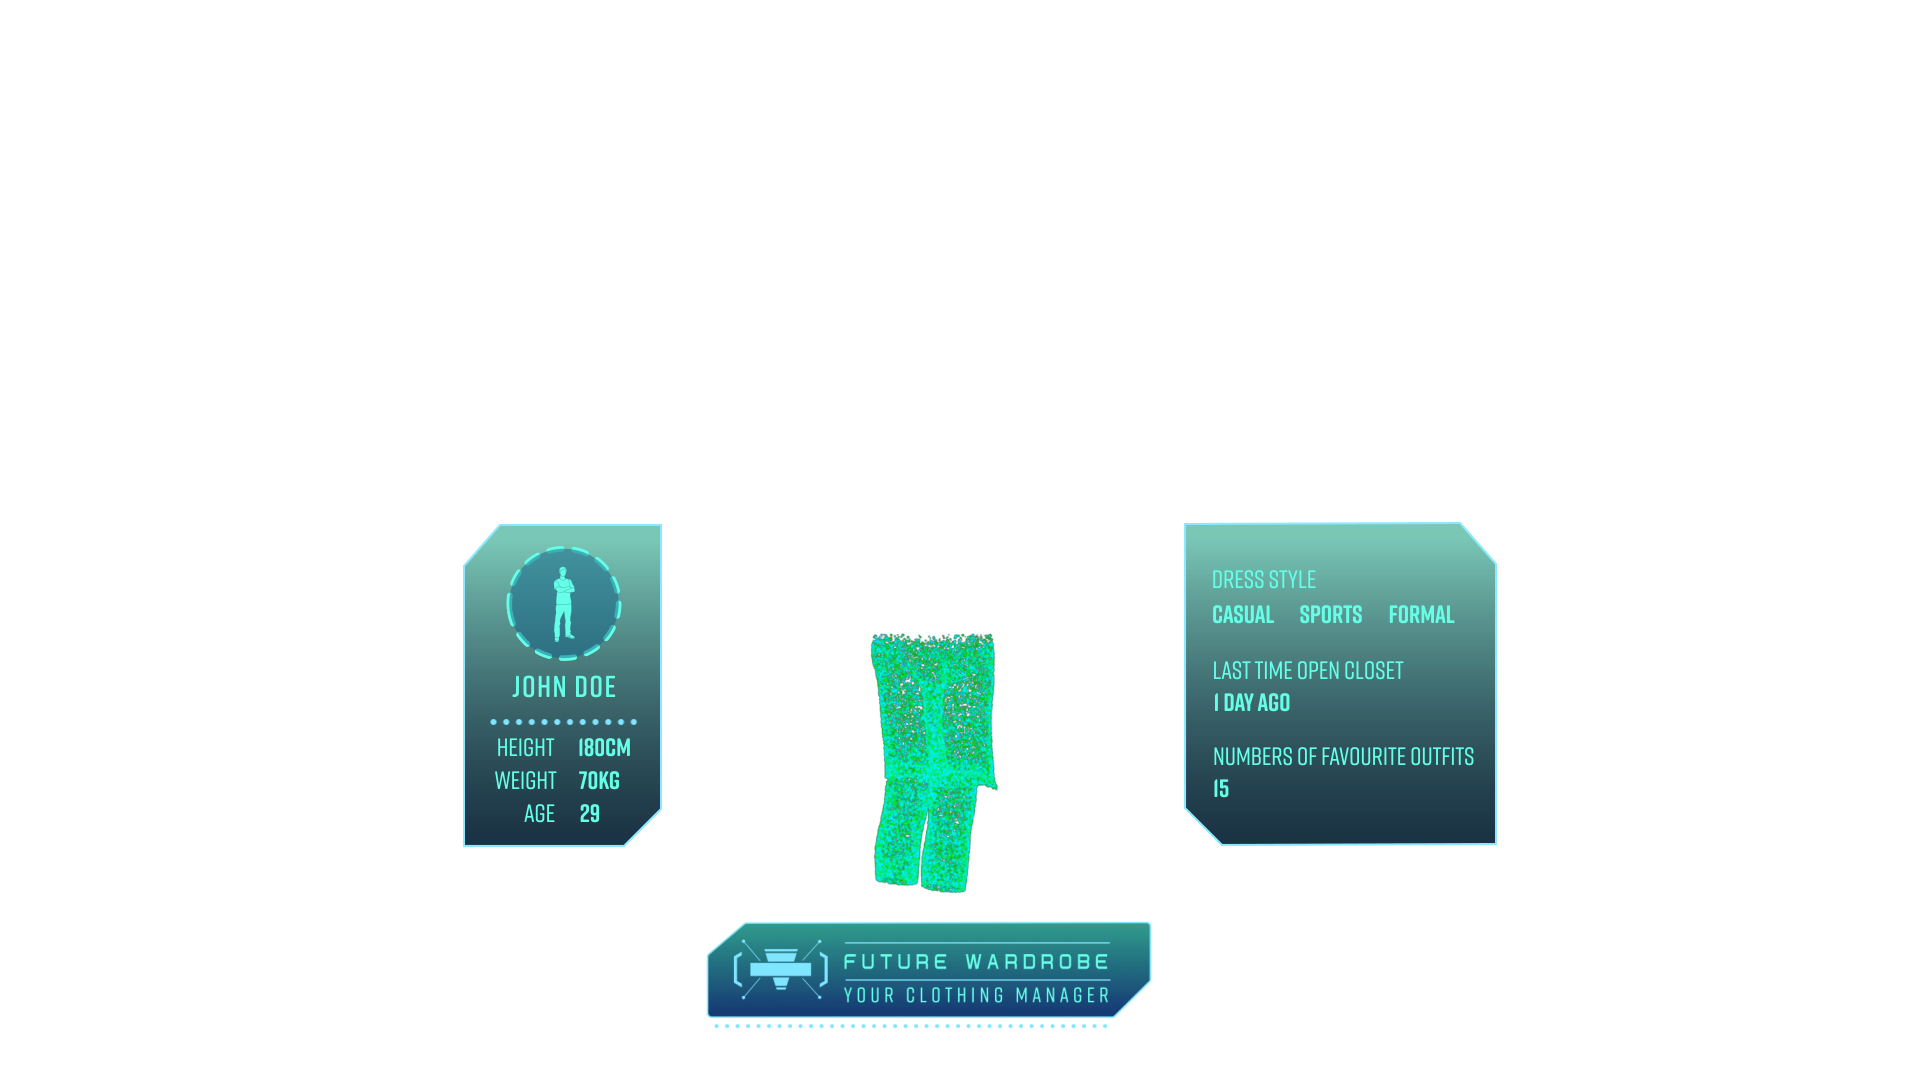 JOHN DOE
HEIGHT 180CM
WEIGHT 70KG
AGE 29
DRESS STYLE
CASUAL SPORTS FORMAL
LAST TIME OPEN CLOSET
1 DAY AGO
NUMBERS OF FAVOURITE OUTFITS
15
FUTURE WARDROBE
YOUR CLOTHING MANAGER